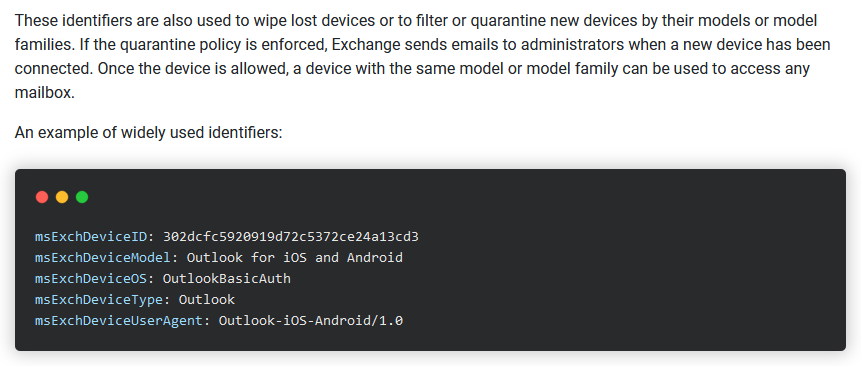 These identifiers are also used to wipe lost devices or to filter or quarantine new devices by their models or model
families. If the quarantine policy is enforced, Exchange sends emails to administrators when a new device has been
connected. Once the device is allowed, a device with the same model or model family can be used to access any
mailbox.
An example of widely used identifiers:
msExchDeviceID: 302dcfc5920919d72c5372ce24a13cd3
msExchDeviceModel: Outlook for iOS and Android
msExchDeviceOS: OutlookBasicAuth
msExchDeviceType: Outlook
msExchDeviceUserAgent: Outlook-iOS-Android/1.0